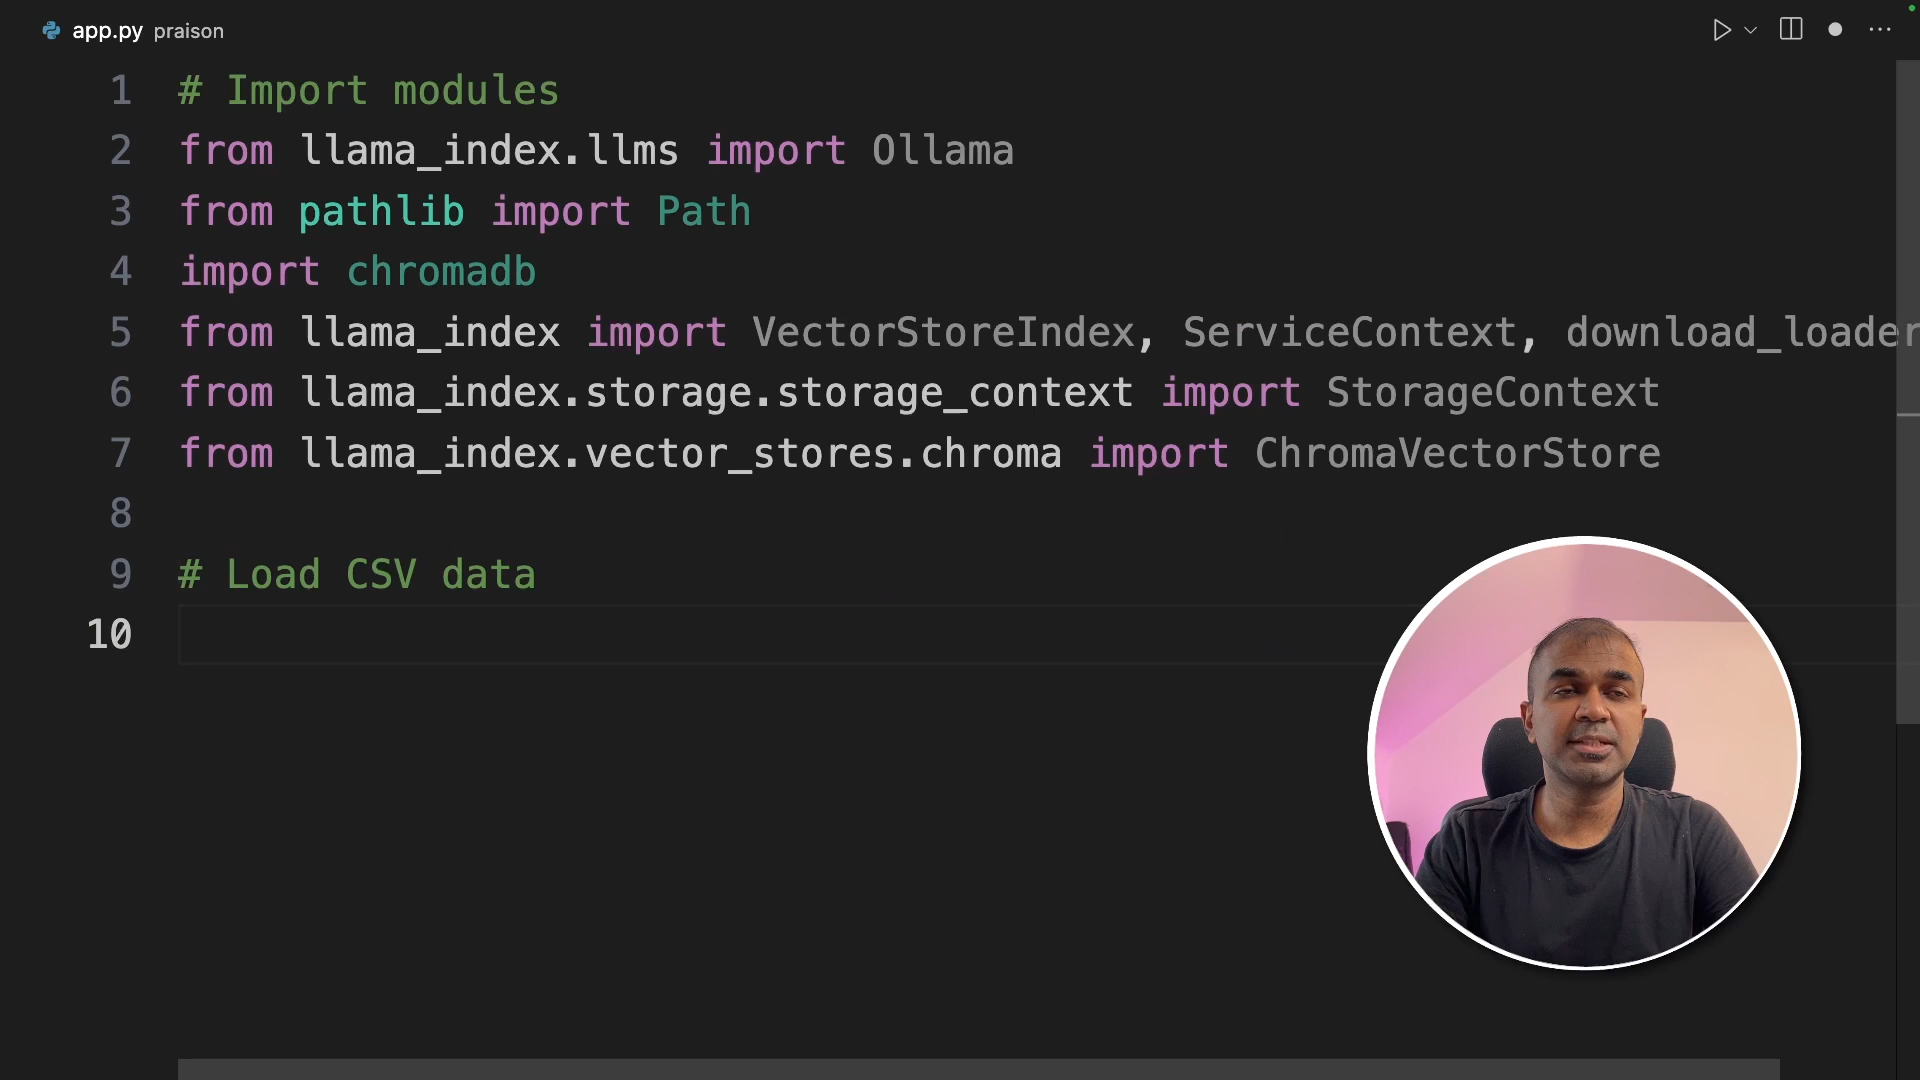 app.py praison
1 # Import modules
2 from llama_index.llms import Ollama
3 from pathlib import Path
4 import chromadb
5 from llama_index import VectorStoreIndex, ServiceContext, download_loader
6 from llama_index.storage.storage_context import StorageContext
7 from llama_index.vector_stores.chroma import ChromaVectorStore
8
9 # Load CSV data
10